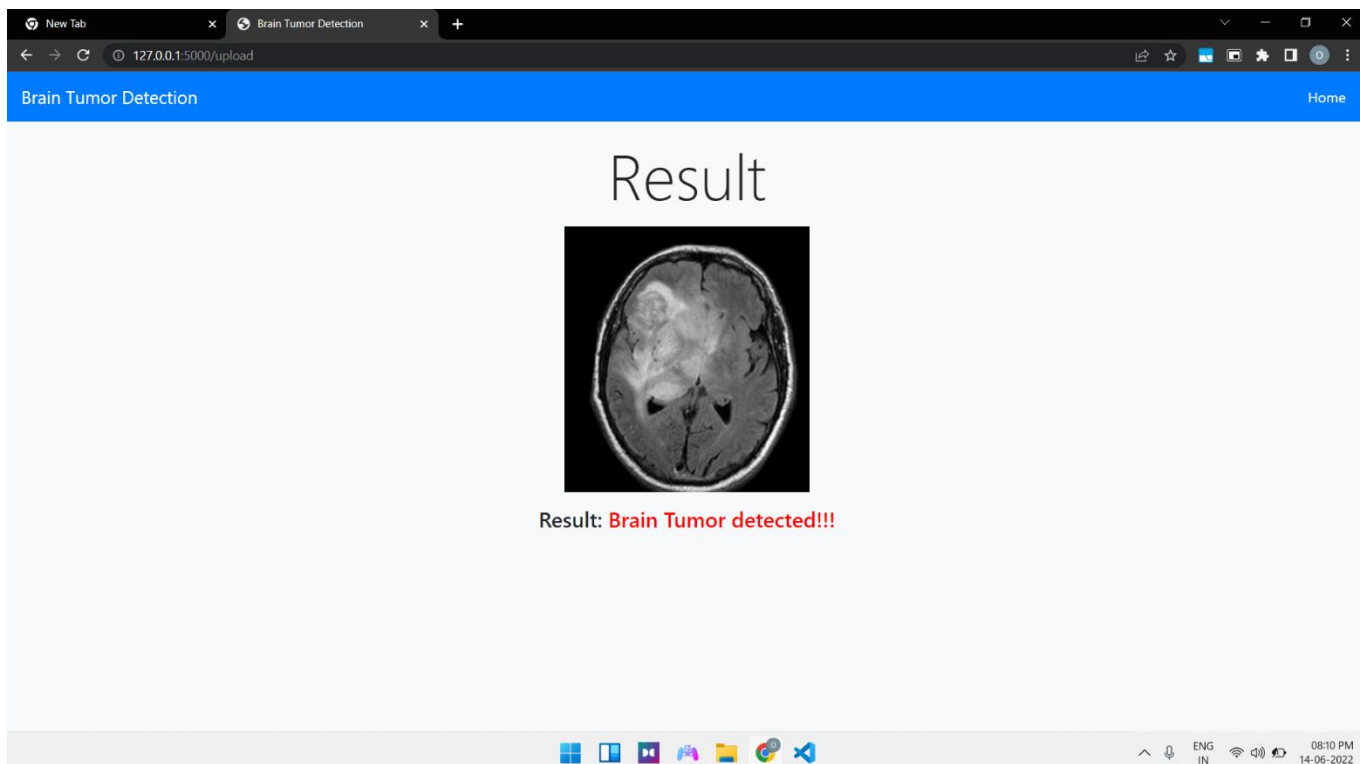 New Tab
Brain Tumor Detection
127.0.0.1:5000/upload
O
Brain Tumor Detection
Home
Result
Result: Brain Tumor detected!!!
ENG
IN
08:10 PM
14-06-2022